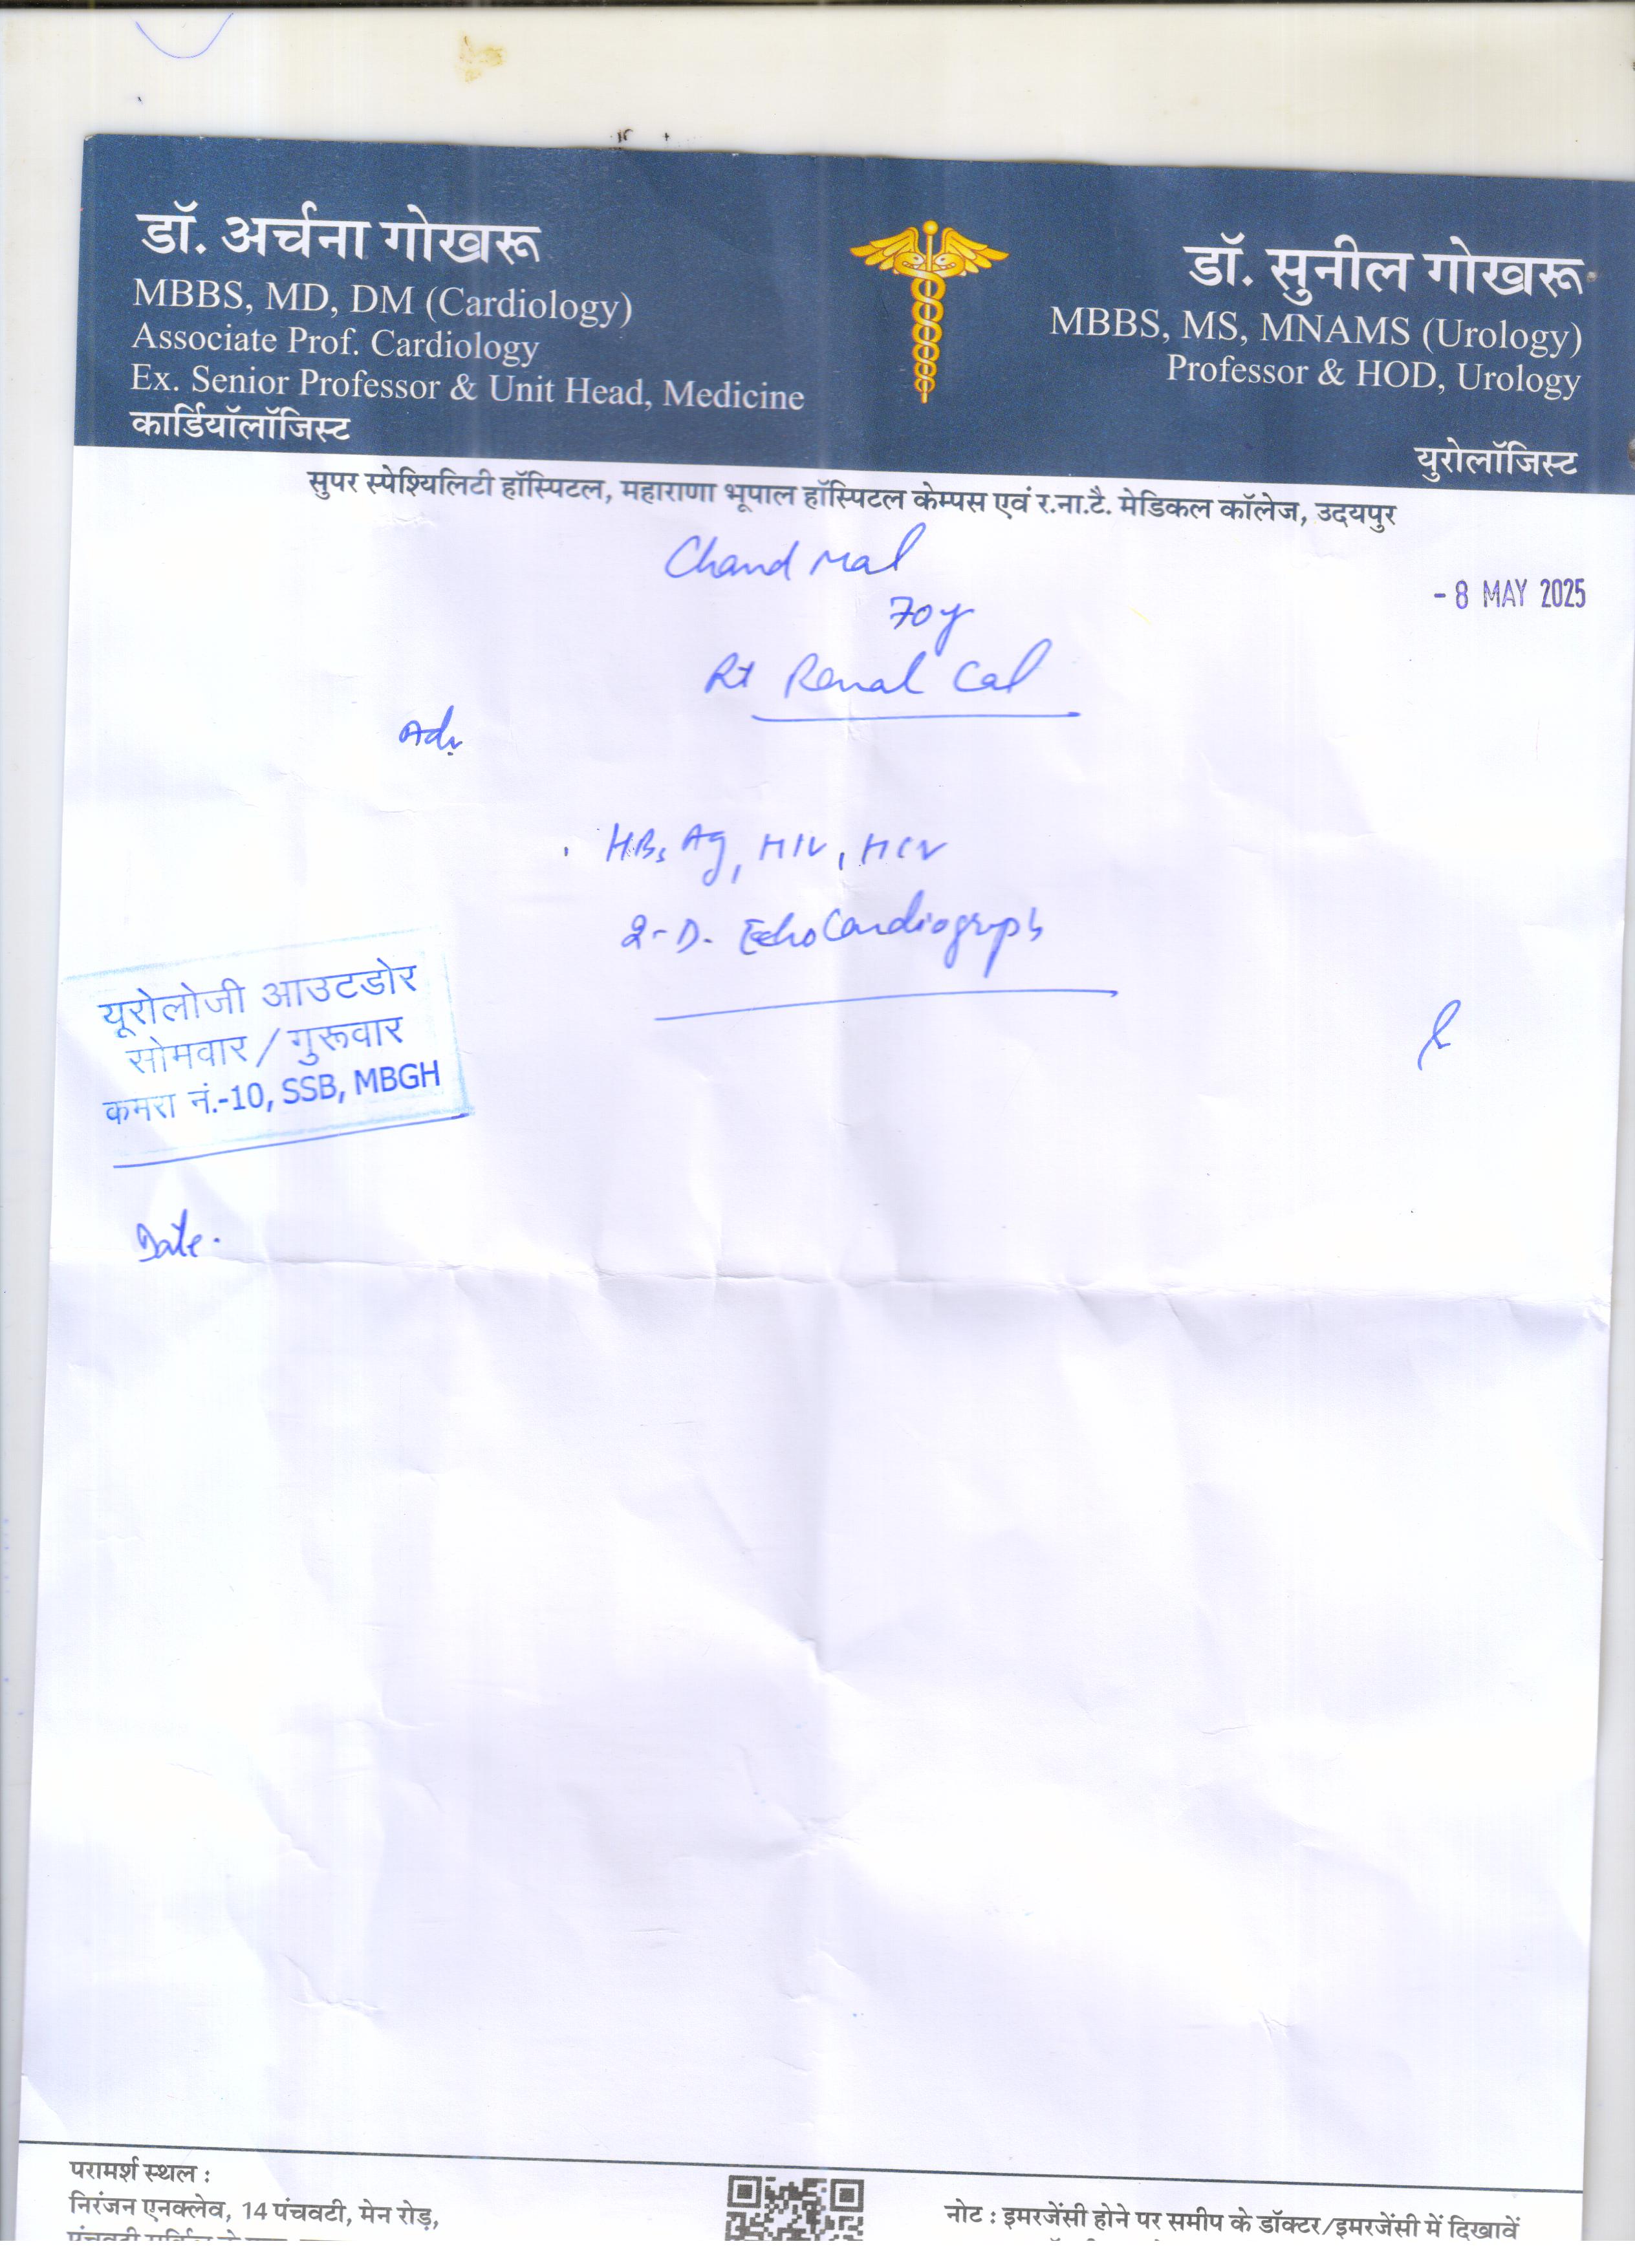 डॉ. अर्चना गोखरू
MBBS, MD, DM (Cardiology)
Associate Prof. Cardiology
Ex. Senior Professor & Unit Head, Medicine
कार्डियॉलॉजिस्ट
डॉ. सुनील गोखरू
MBBS, MS, MNAMS (Urology)
Professor & HOD, Urology
युरोलॉजिस्ट
सुपर स्पेश्यिलिटी हॉस्पिटल, महाराणा भूपाल हॉस्पिटल केम्पस एवं र.ना.टै. मेडिकल कॉलेज, उदयपुर
Chand Mal
- 8 MAY 2025
70y
Rt Renal Cal
Adv
HBsAg, HIV, HCV
2-D. EchoCardiography
यूरोलोजी आउटडोर
सोमवार / गुरूवार
कमरा नं.-10, SSB, MBGH
Date.
परामर्श स्थल :
निरंजन एनक्लेव, 14 पंचवटी, मेन रोड़,
नोट : इमरजेंसी होने पर समीप के डॉक्टर/इमरजेंसी में दिखावें